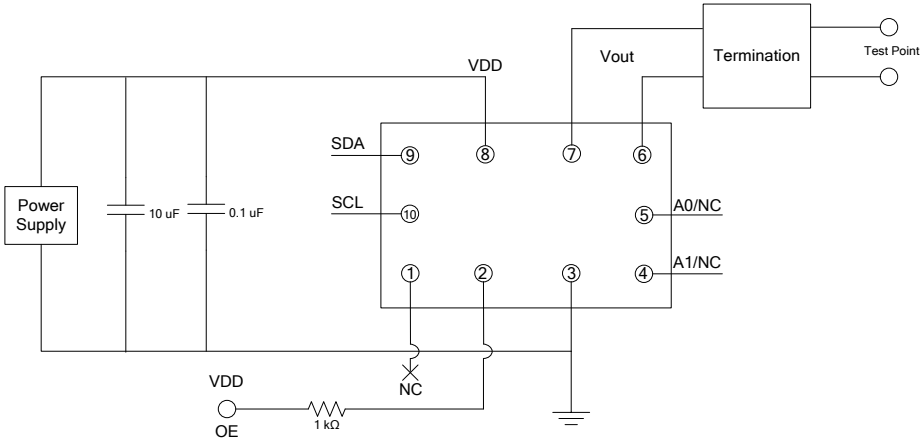 Vout
Termination
Test Point
VDD
SDA
9
8
7
6
Power
Supply
10 uF
0.1 uF
SCL
10
5
A0/NC
1
2
3
4
A1/NC
NC
VDD
OE
1 kΩ